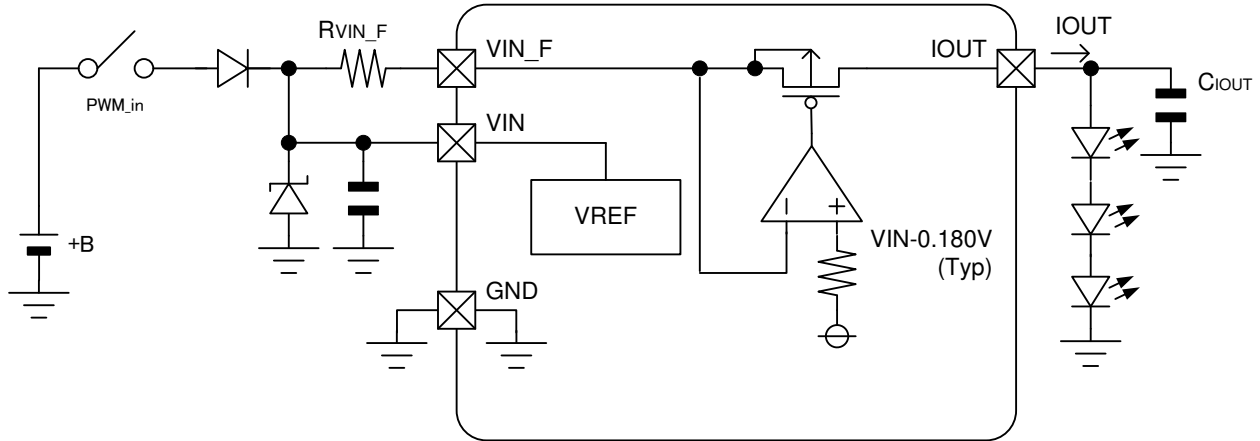 RVIN_F
VIN_F
IOUT
IOUT
CIOUT
PWM_in
VIN
VREF
+B
VIN-0.180V
(Typ)
GND